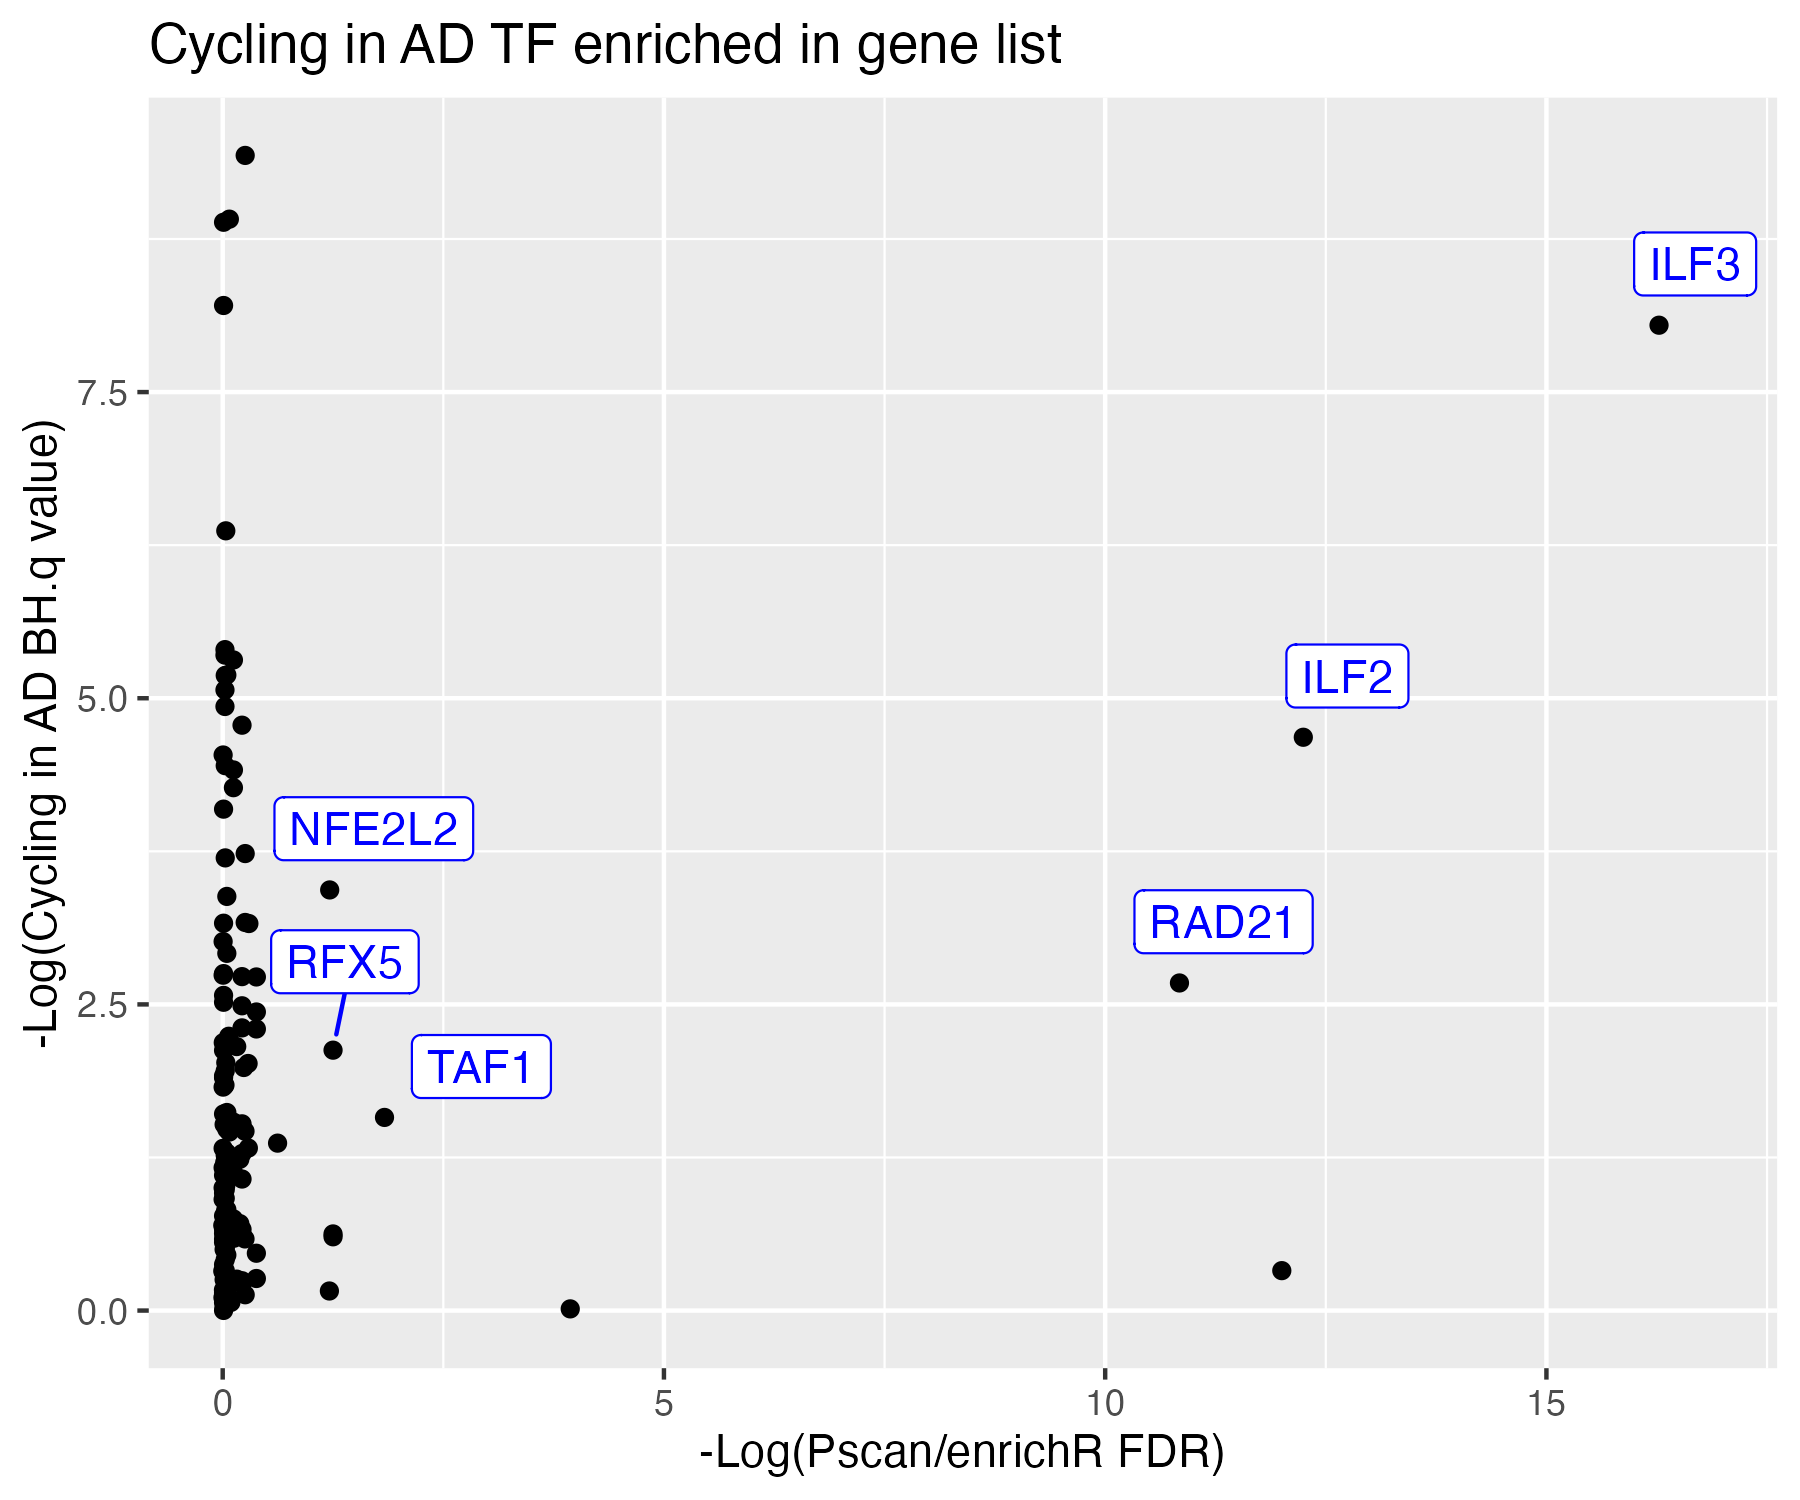 Cycling in AD TF enriched in gene list
-Log(Cycling in AD BH.q value)
7.5
5.0
2.5
0.0
ILF3
ILF2
NFE2L2
RAD21
RFX5
TAF1
0
5
10
15
-Log(Pscan/enrichR FDR)